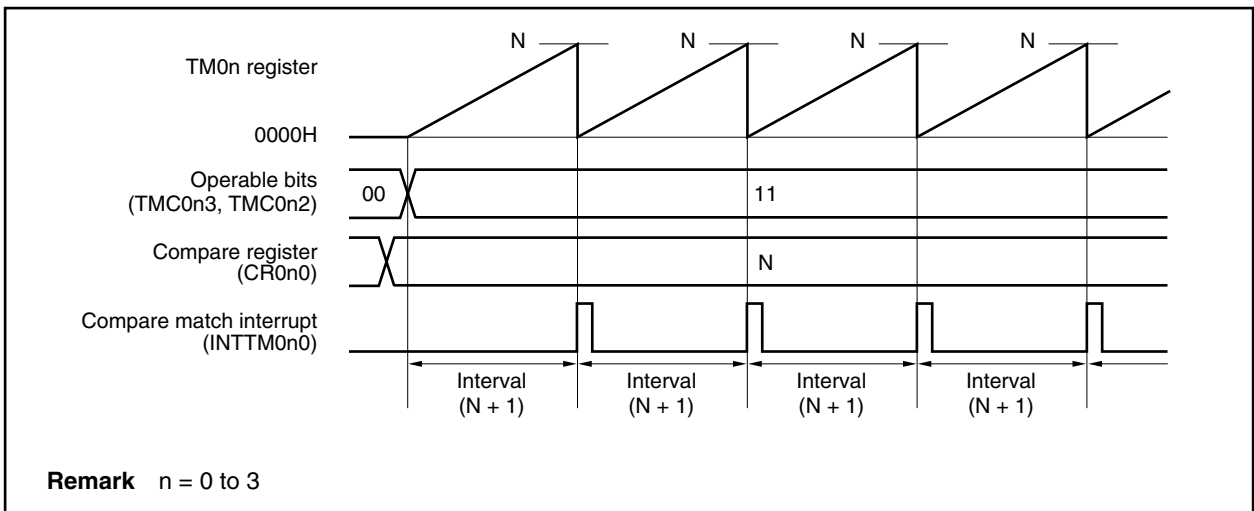 N N N N
TM0n register
0000H
Operable bits
(TMC0n3, TMC0n2)
00 11
Compare register
(CR0n0)
N
Compare match interrupt
(INTTM0n0)
Interval Interval Interval Interval
(N + 1) (N + 1) (N + 1) (N + 1)
Remark n = 0 to 3